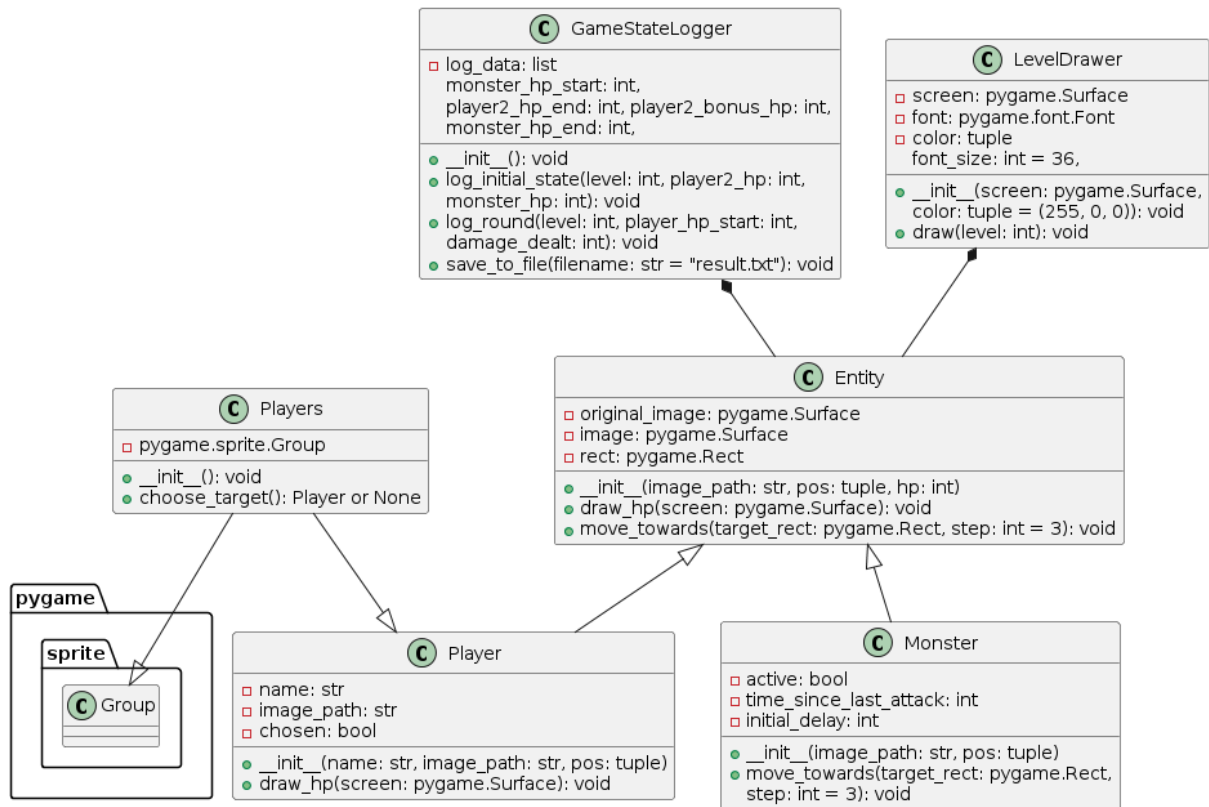 C GameStateLogger
log_data: list
monster_hp_start: int,
player2_hp_end: int, player2_bonus_hp: int,
monster_hp_end: int,
__init__(): void
log_initial_state(level: int, player2_hp: int,
monster_hp: int): void
log_round(level: int, player_hp_start: int,
damage_dealt: int): void
save_to_file(filename: str = "result.txt"): void
C LevelDrawer
screen: pygame.Surface
font: pygame.font.Font
color: tuple
font_size: int = 36,
__init__(screen: pygame.Surface,
color: tuple = (255, 0, 0)): void
draw(level: int): void
C Players
pygame.sprite.Group
__init__(): void
choose_target(): Player or None
C Entity
original_image: pygame.Surface
image: pygame.Surface
rect: pygame.Rect
__init__(image_path: str, pos: tuple, hp: int)
draw_hp(screen: pygame.Surface): void
move_towards(target_rect: pygame.Rect, step: int = 3): void
pygame
sprite
C Group
C Player
name: str
image_path: str
chosen: bool
__init__(name: str, image_path: str, pos: tuple)
draw_hp(screen: pygame.Surface): void
C Monster
active: bool
time_since_last_attack: int
initial_delay: int
__init__(image_path: str, pos: tuple)
move_towards(target_rect: pygame.Rect,
step: int = 3): void